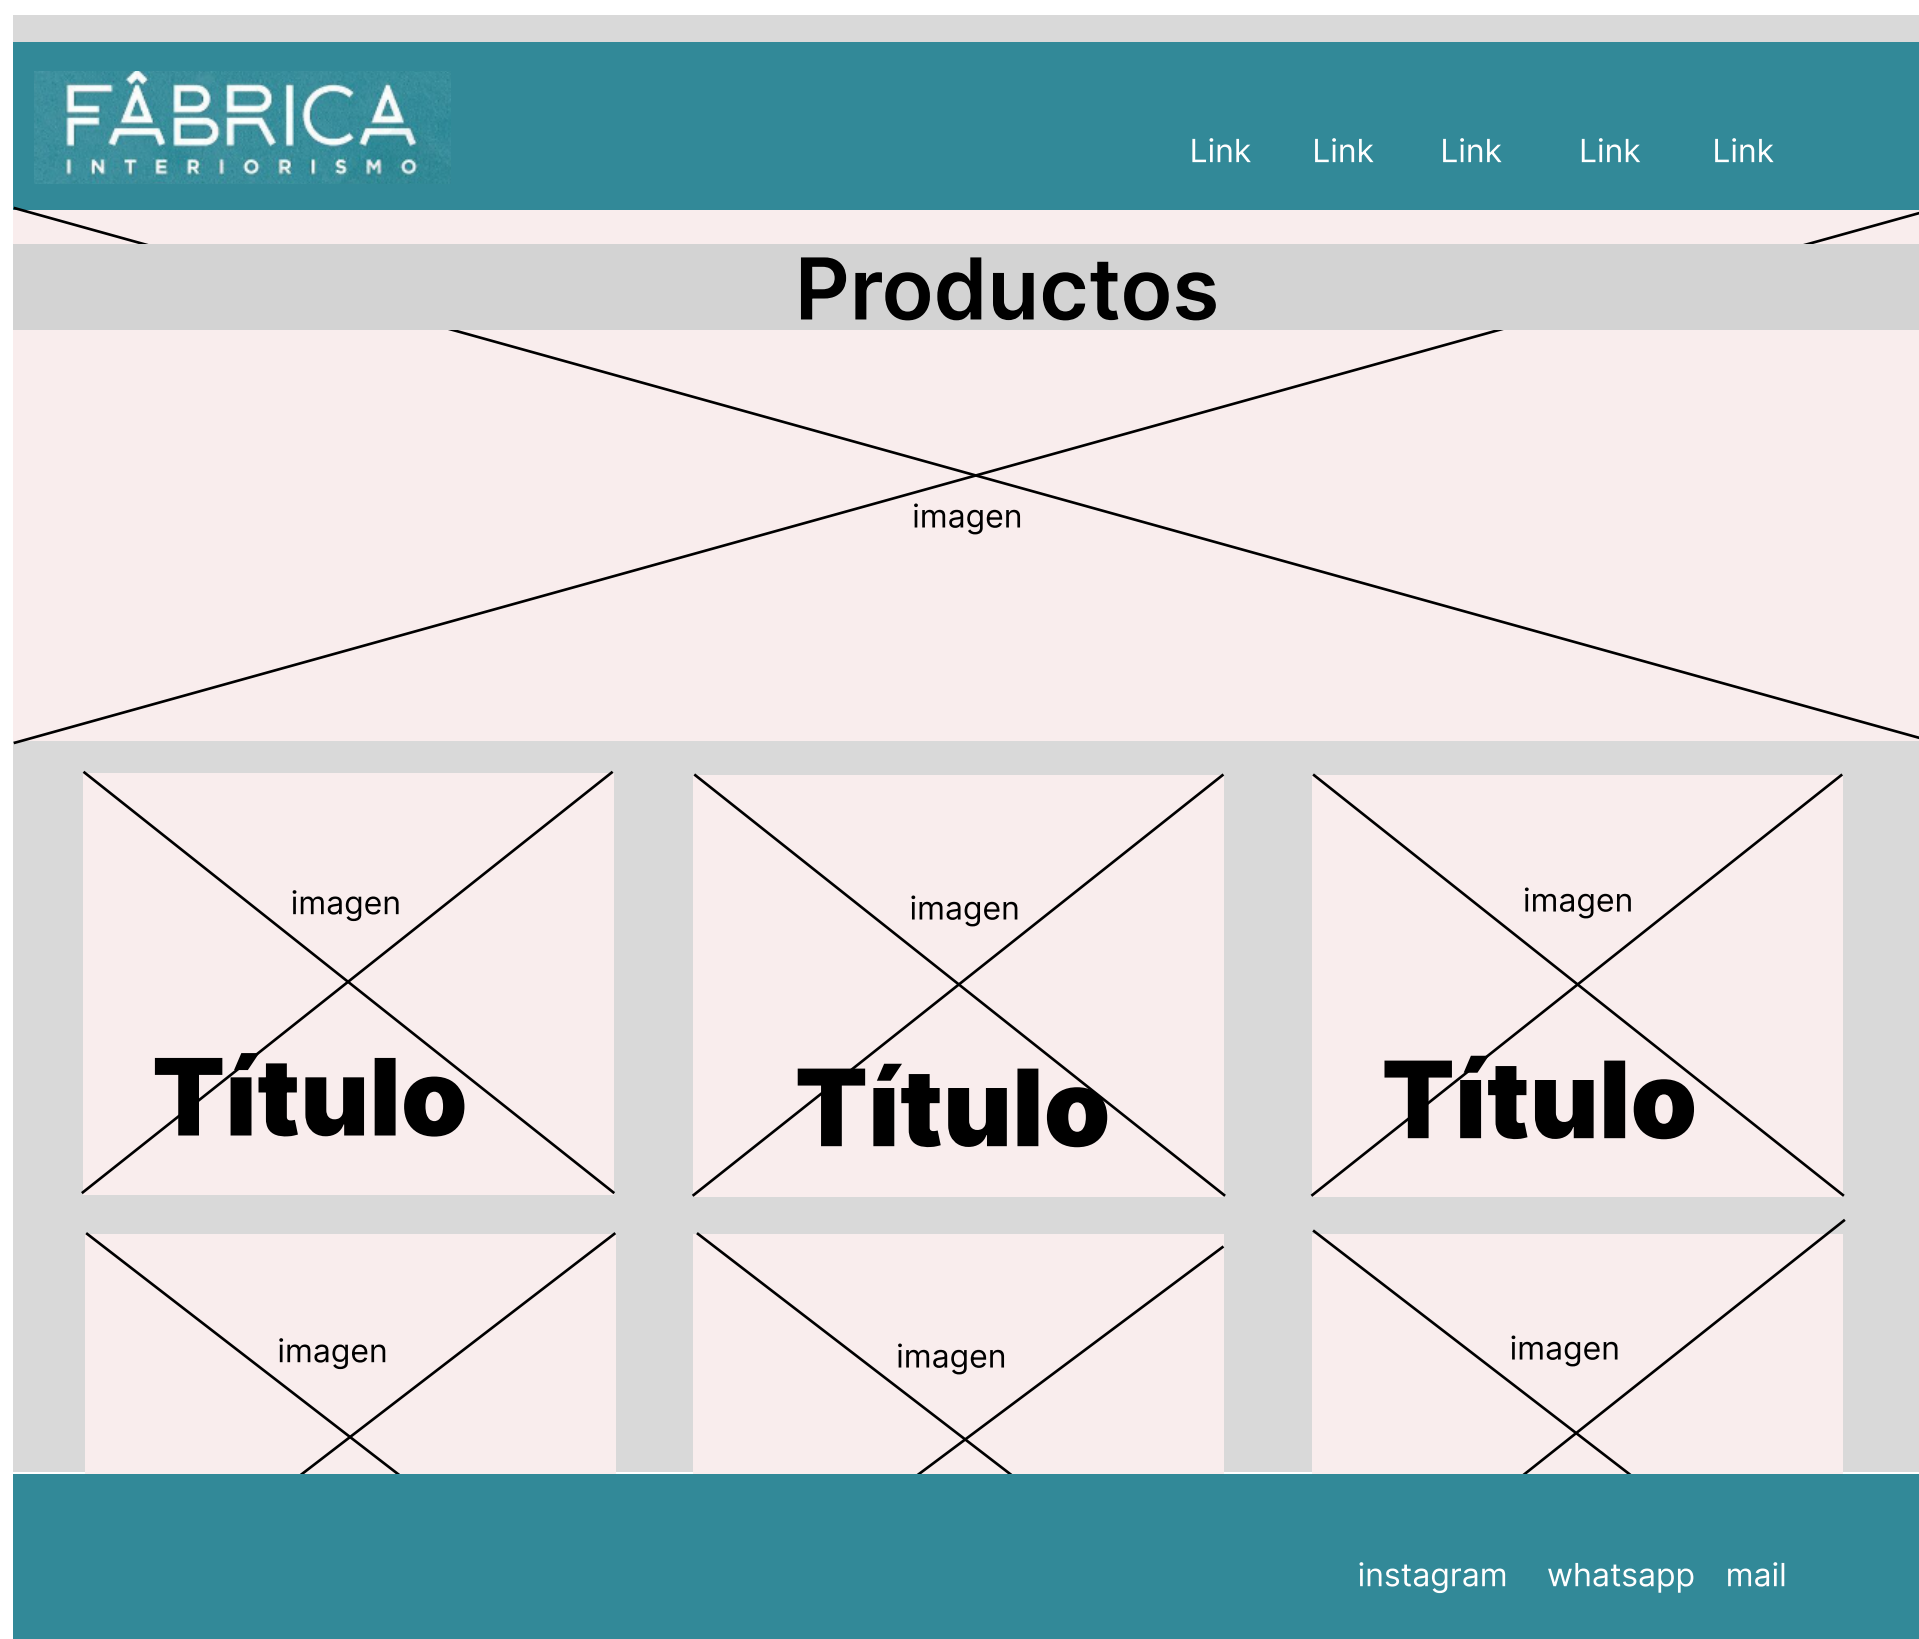 FÂBRICA
INTERIORISMO
Link Link Link Link Link
Productos
imagen
imagen imagen imagen
Título Título Título
imagen imagen imagen
instagram whatsapp mail